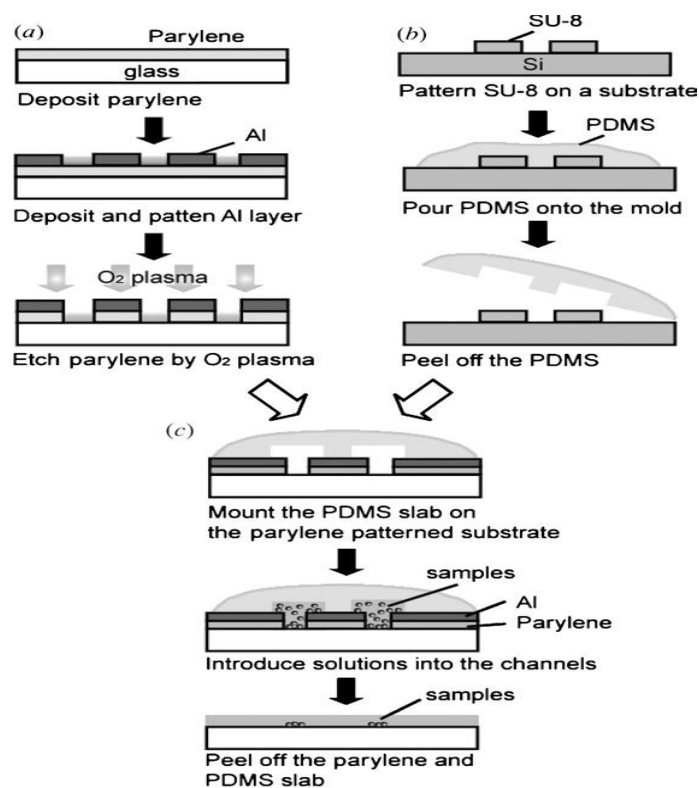 (a)
Parylene
glass
Deposit parylene
Al
Deposit and patten Al layer
O₂ plasma
Etch parylene by O₂ plasma
(b)
SU-8
Si
Pattern SU-8 on a substrate
PDMS
Pour PDMS onto the mold
Peel off the PDMS
(c)
Mount the PDMS slab on
the parylene patterned substrate
samples
Al
Parylene
Introduce solutions into the channels
samples
Peel off the parylene and
PDMS slab